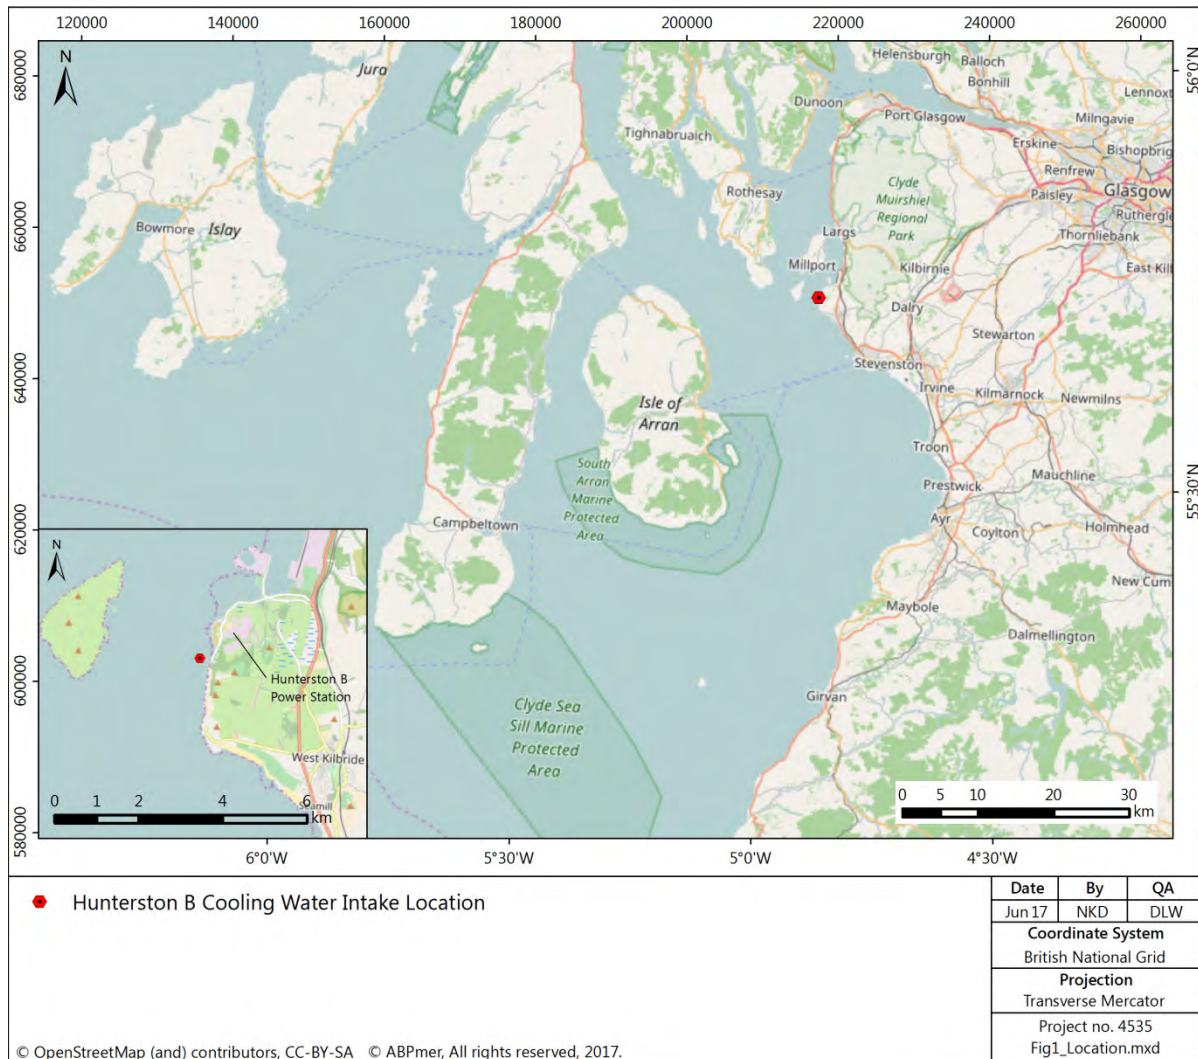 120000 140000 160000 180000 200000 220000 240000 260000
680000
660000
640000
620000
600000
580000
56°0'N
55°30'N
N
Jura
Helensburgh
Balloch
Bonhill
Lennoxt
Dunoon
Port Glasgow
Milngavie
Tighnabruaich
Erskine
Bishopbrig
Renfrew
Rothesay
Clyde
Muirshiel
Regional
Park
Paisley
Glasgow
Ruthergle
Bowmore
Islay
Largs
Thornliebank
Millport
Kilbirnie
East Kil
Dalry
Stewarton
Stevenston
Irvine
Kilmarnock
Newmilns
Isle of
Arran
Troon
South
Arran
Marine
Protected
Area
Mauchline
Prestwick
Campbeltown
Ayr
Coylton
Holmhead
New Cum
Maybole
Dalmellington
Girvan
Clyde Sea
Sill Marine
Protected
Area
N
Hunterston B
Power Station
West Kilbride
Seamill
0 1 2 4 6
km
0 5 10 20 30
km
6°0'W 5°30'W 5°0'W 4°30'W
Hunterston B Cooling Water Intake Location
Date By QA
Jun 17 NKD DLW
Coordinate System
British National Grid
Projection
Transverse Mercator
Project no. 4535
Fig1_Location.mxd
© OpenStreetMap (and) contributors, CC-BY-SA © ABPmer, All rights reserved, 2017.